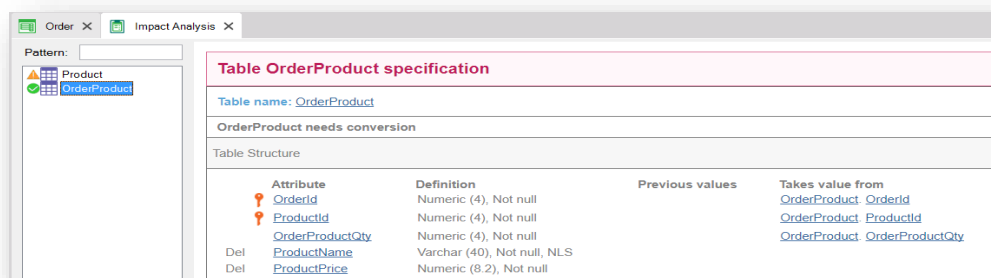 Order Impact Analysis
Pattern:
Product
OrderProduct
Table OrderProduct specification
Table name: OrderProduct
OrderProduct needs conversion
Table Structure
Attribute Definition Previous values Takes value from
OrderId Numeric (4), Not null OrderProduct. OrderId
ProductId Numeric (4), Not null OrderProduct. ProductId
OrderProductQty Numeric (4), Not null OrderProduct. OrderProductQty
Del ProductName Varchar (40), Not null, NLS
Del ProductPrice Numeric (8.2), Not null